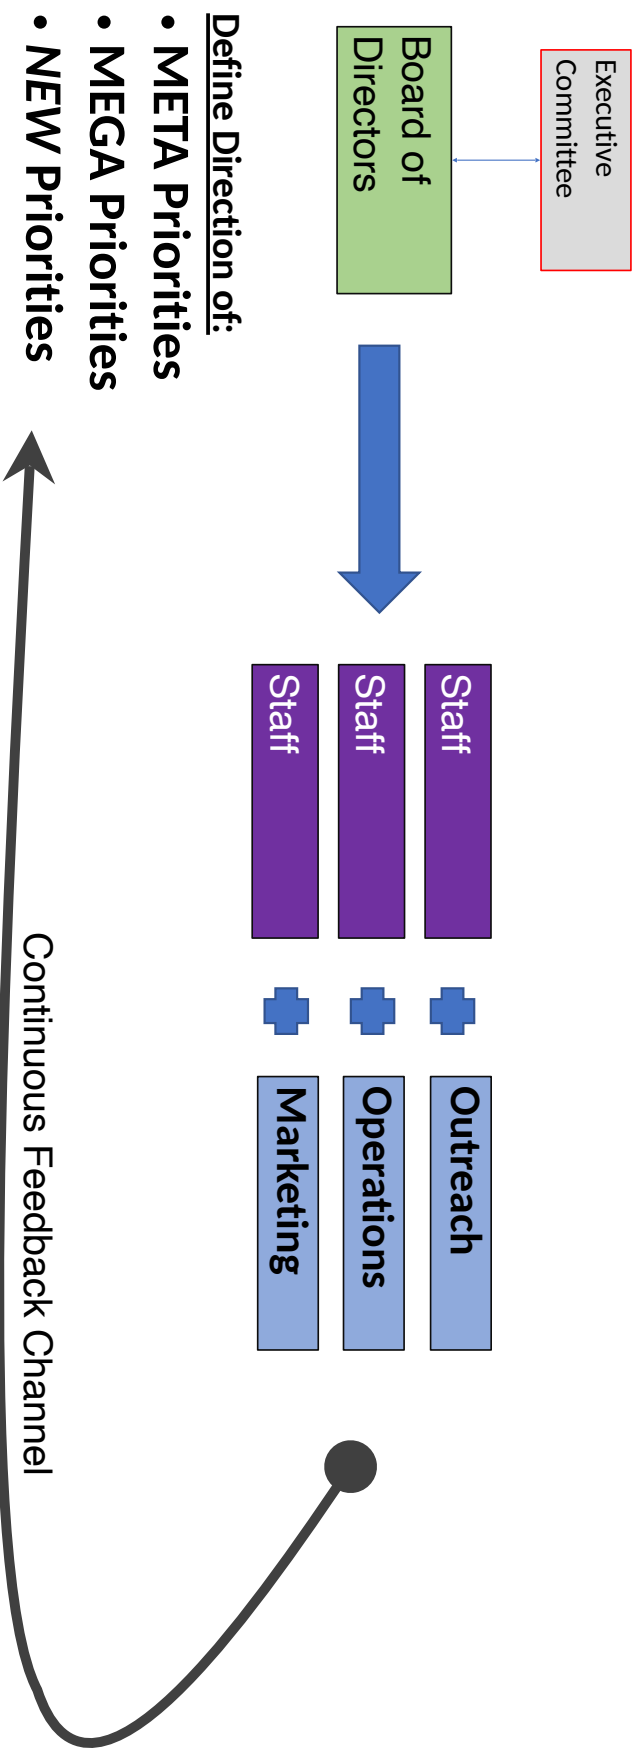 Executive
Committee
Board of
Directors
Define Direction of:
• META Priorities
• MEGA Priorities
• NEW Priorities
Staff
Staff
Staff
Outreach
Operations
Marketing
Continuous Feedback Channel